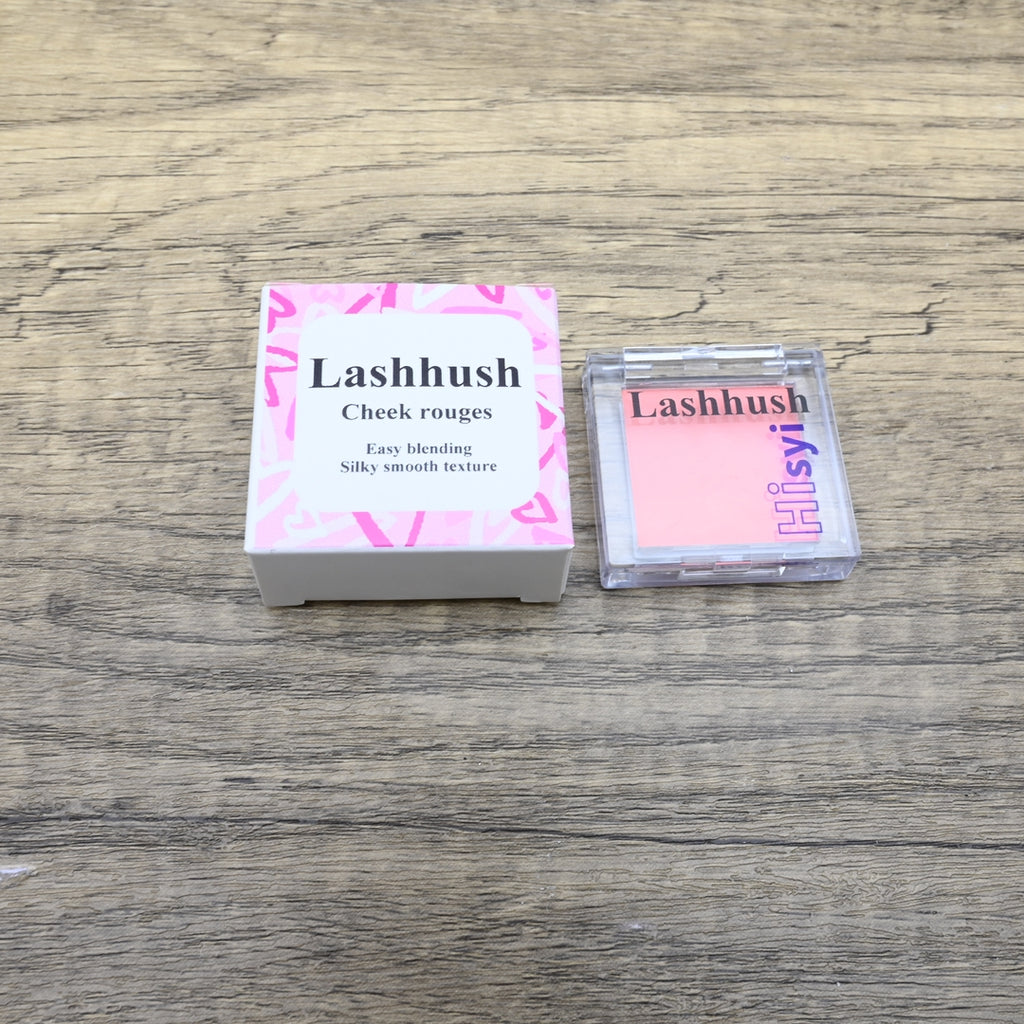 Lashhush
Cheek rouges
Easy blending
Silky smooth texture
Lashhush
Hisyi